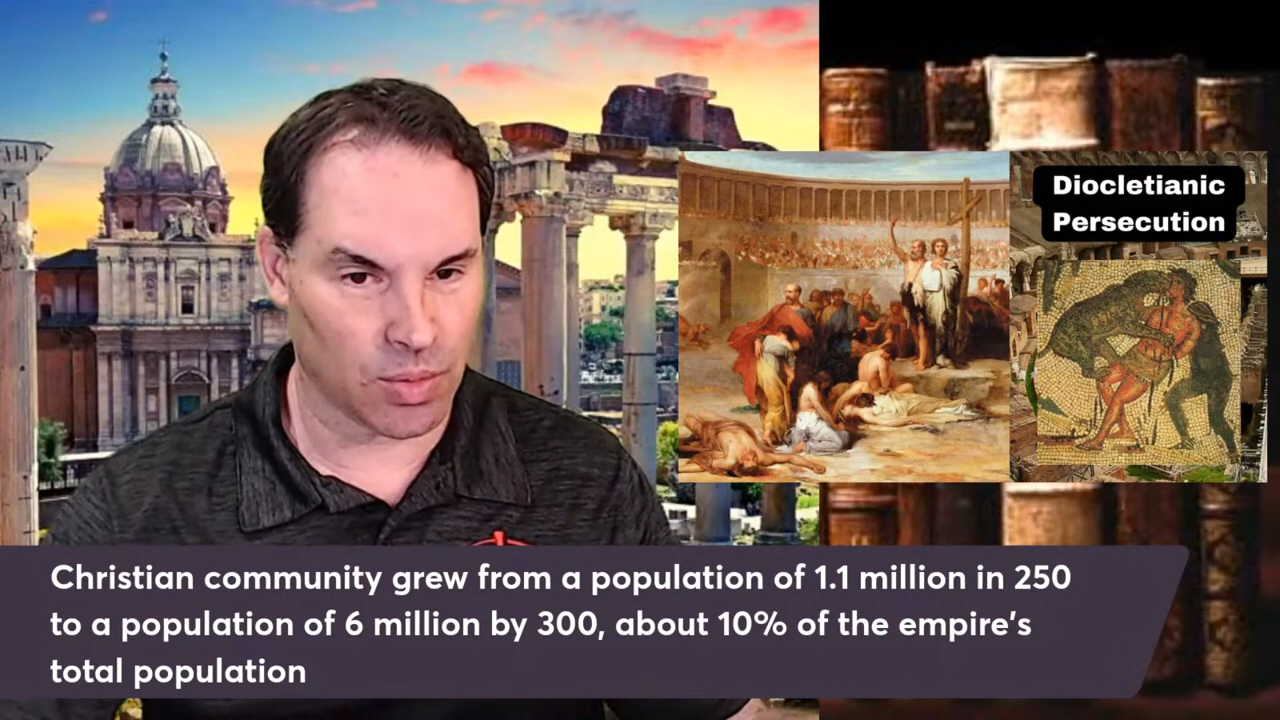 Diocletianic
Persecution
Christian community grew from a population of 1.1 million in 250
to a population of 6 million by 300, about 10% of the empire's
total population